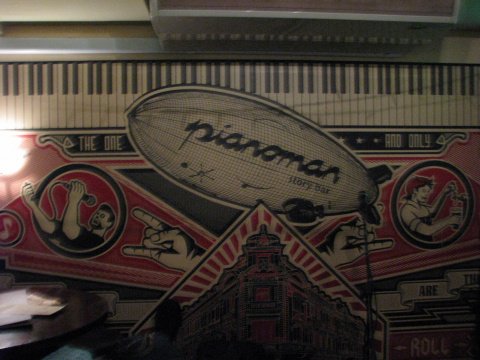 THE ONE
AND ONLY
pianoman
story bar
ARE
ROLL